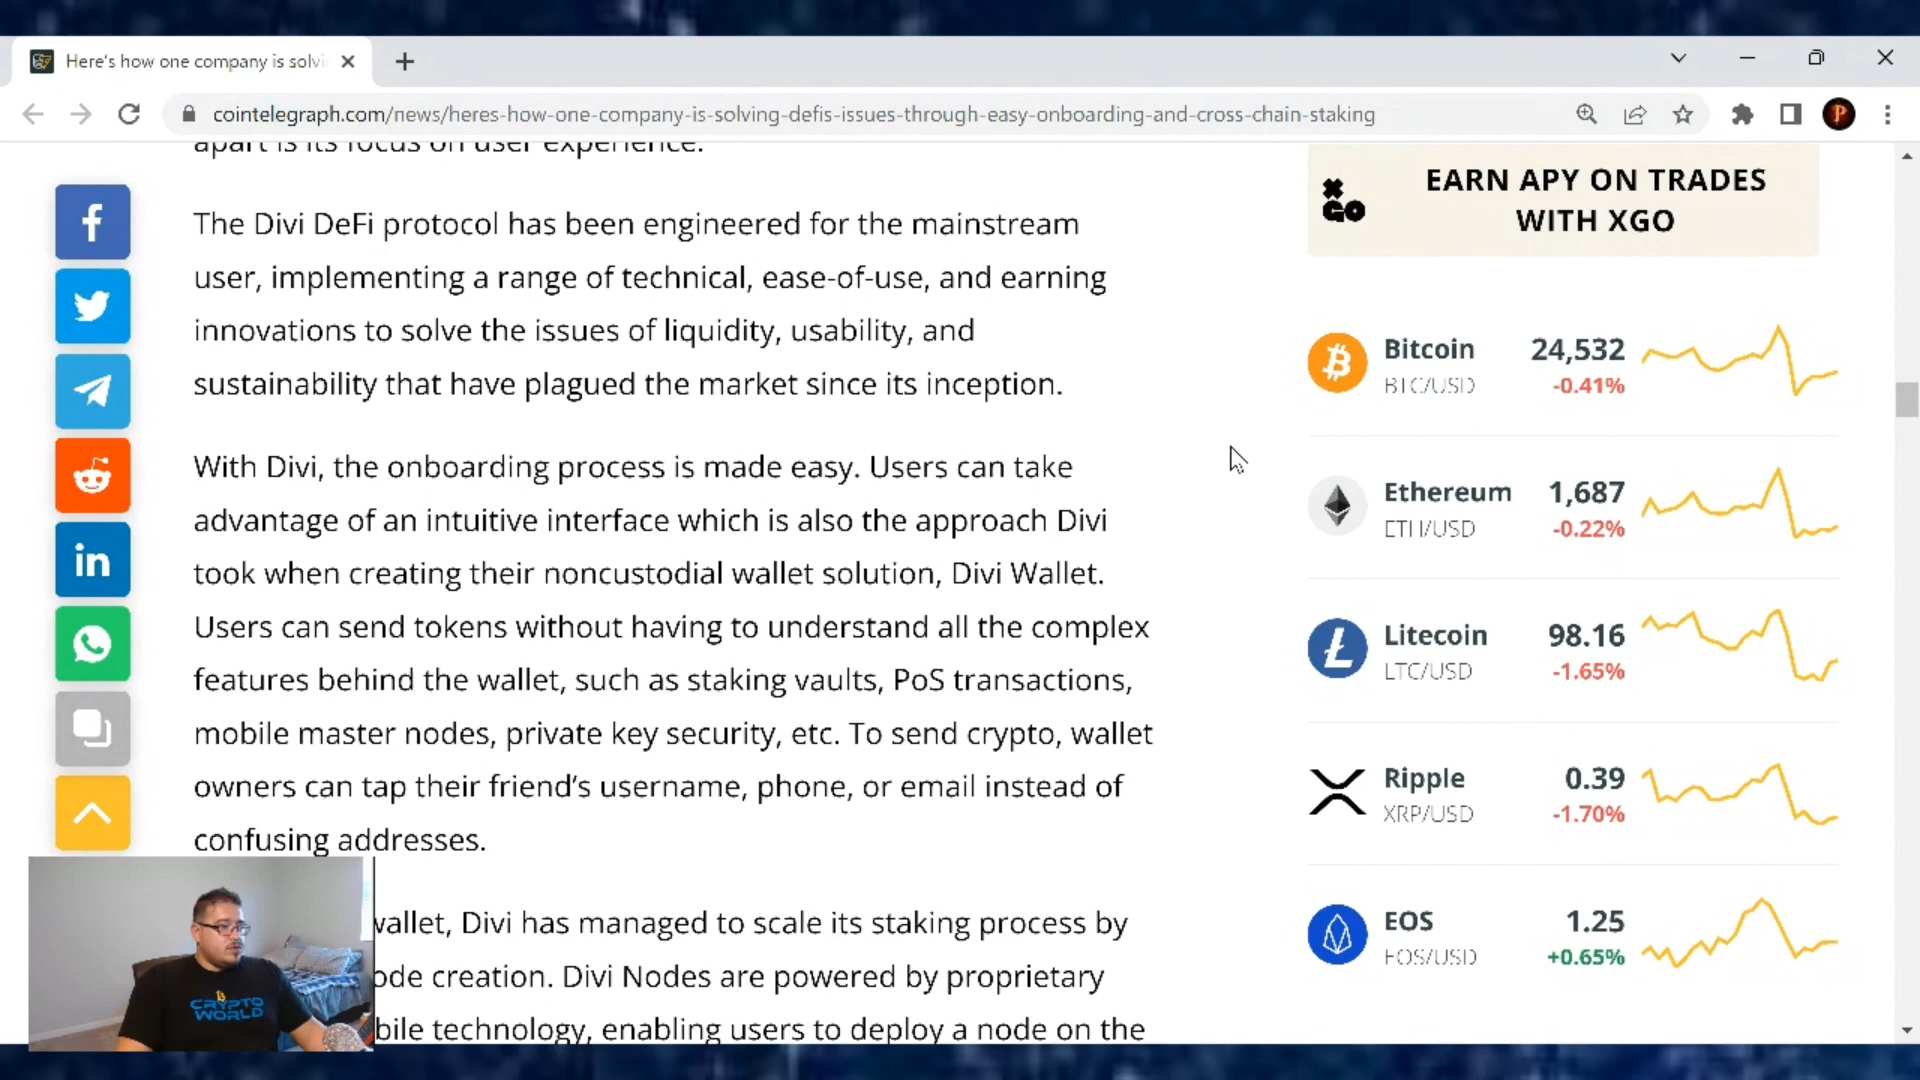 Here's how one company is solvi
cointelegraph.com/news/heres-how-one-company-is-solving-defis-issues-through-easy-onboarding-and-cross-chain-staking
P
apart is its focus on user experience.
The Divi DeFi protocol has been engineered for the mainstream
user, implementing a range of technical, ease-of-use, and earning
innovations to solve the issues of liquidity, usability, and
sustainability that have plagued the market since its inception.
With Divi, the onboarding process is made easy. Users can take
advantage of an intuitive interface which is also the approach Divi
took when creating their noncustodial wallet solution, Divi Wallet.
Users can send tokens without having to understand all the complex
features behind the wallet, such as staking vaults, PoS transactions,
mobile master nodes, private key security, etc. To send crypto, wallet
owners can tap their friend's username, phone, or email instead of
confusing addresses.
wallet, Divi has managed to scale its staking process by
ode creation. Divi Nodes are powered by proprietary
bile technology, enabling users to deploy a node on the
CRYPTO
WORLD
XGO
EARN APY ON TRADES
WITH XGO
Bitcoin 24,532
BTC/USD -0.41%
Ethereum 1,687
ETH/USD -0.22%
Litecoin 98.16
LTC/USD -1.65%
Ripple 0.39
XRP/USD -1.70%
EOS 1.25
EOS/USD +0.65%